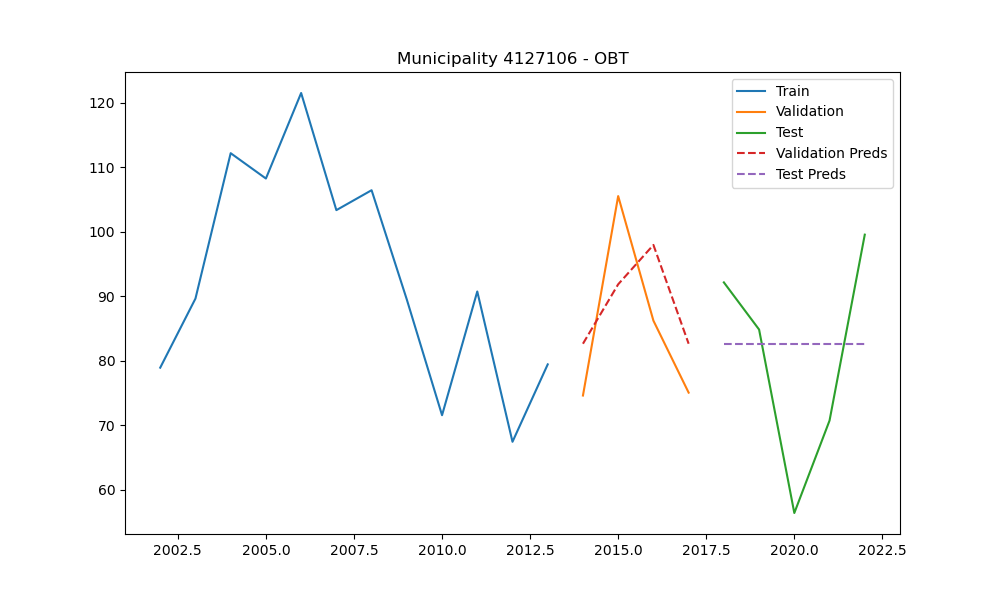 Municipality 4127106 - OBT
Train
Validation
Test
Validation Preds
Test Preds
120
110
100
90
80
70
60
2002.5 2005.0 2007.5 2010.0 2012.5 2015.0 2017.5 2020.0 2022.5